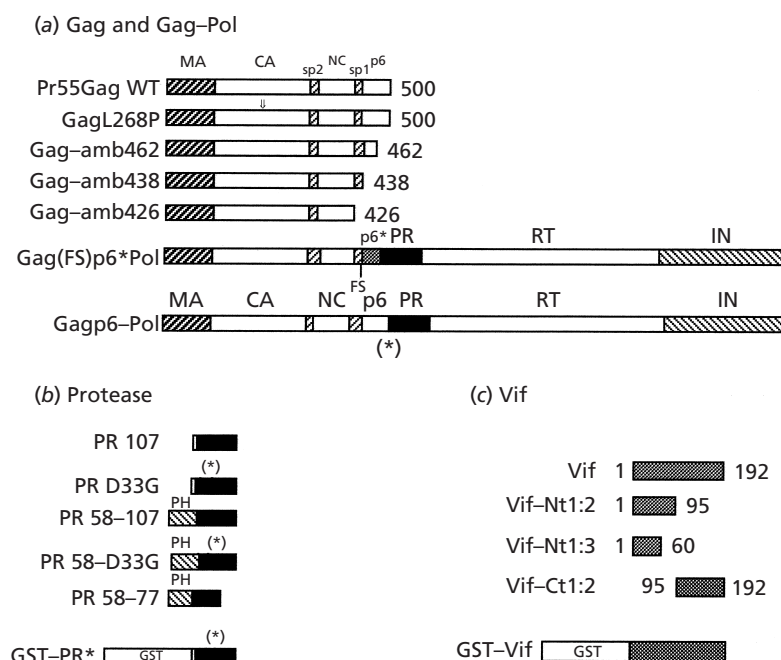 (a) Gag and Gag–Pol
MA CA sp2 NC sp1 p6
Pr55Gag WT 500
⇓
GagL268P 500
Gag–amb462 462
Gag–amb438 438
Gag–amb426 426
p6* PR RT IN
Gag(FS)p6*Pol
FS
MA CA NC p6 PR RT IN
Gagp6–Pol
(*)
(b) Protease
PR 107
(*)
PR D33G
PH
PR 58–107
PH (*)
PR 58–D33G
PH
PR 58–77
(*)
GST–PR* GST
(c) Vif
Vif 1 192
Vif–Nt1:2 1 95
Vif–Nt1:3 1 60
Vif–Ct1:2 95 192
GST–Vif GST